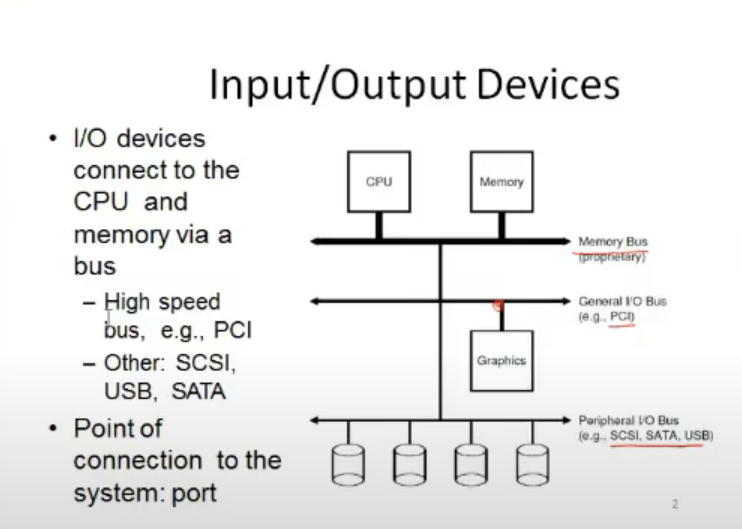 Input/Output Devices
• I/O devices
connect to the
CPU and
memory via a
bus
– High speed
bus, e.g., PCI
– Other: SCSI,
USB, SATA
• Point of
connection to the
system: port
CPU
Memory
Memory Bus
(proprietary)
General I/O Bus
(e.g., PCI)
Graphics
Peripheral I/O Bus
(e.g., SCSI, SATA, USB)
2